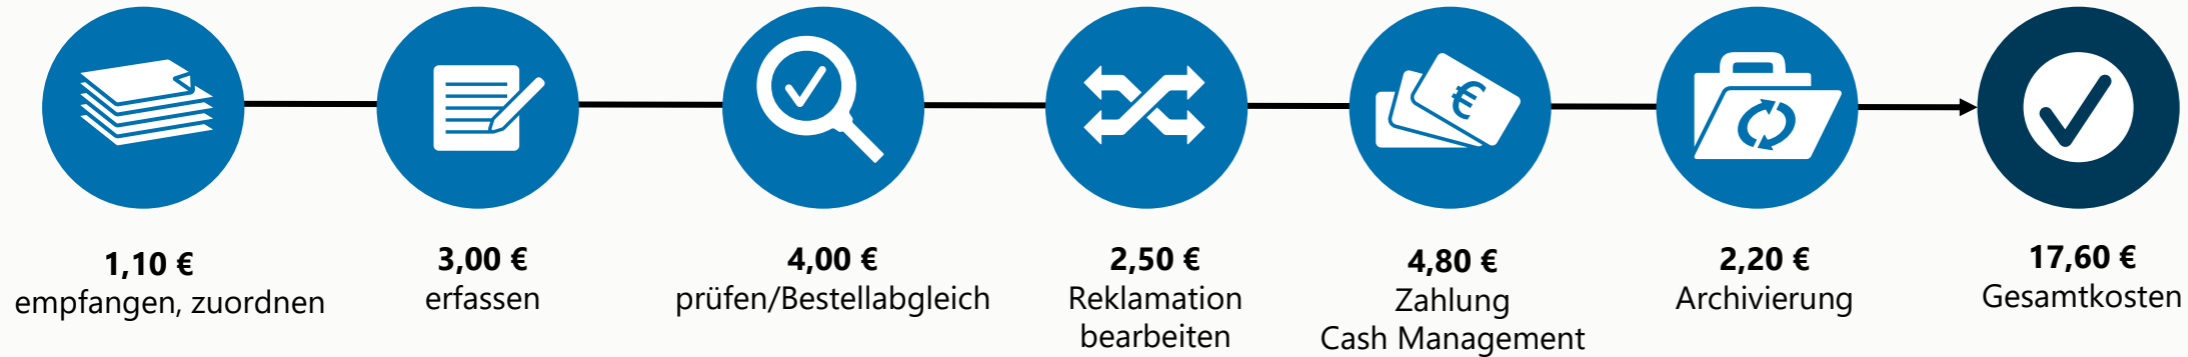 1,10 €
empfangen, zuordnen
3,00 €
erfassen
4,00 €
prüfen/Bestellabgleich
2,50 €
Reklamation
bearbeiten
€
4,80 €
Zahlung
Cash Management
2,20 €
Archivierung
17,60 €
Gesamtkosten